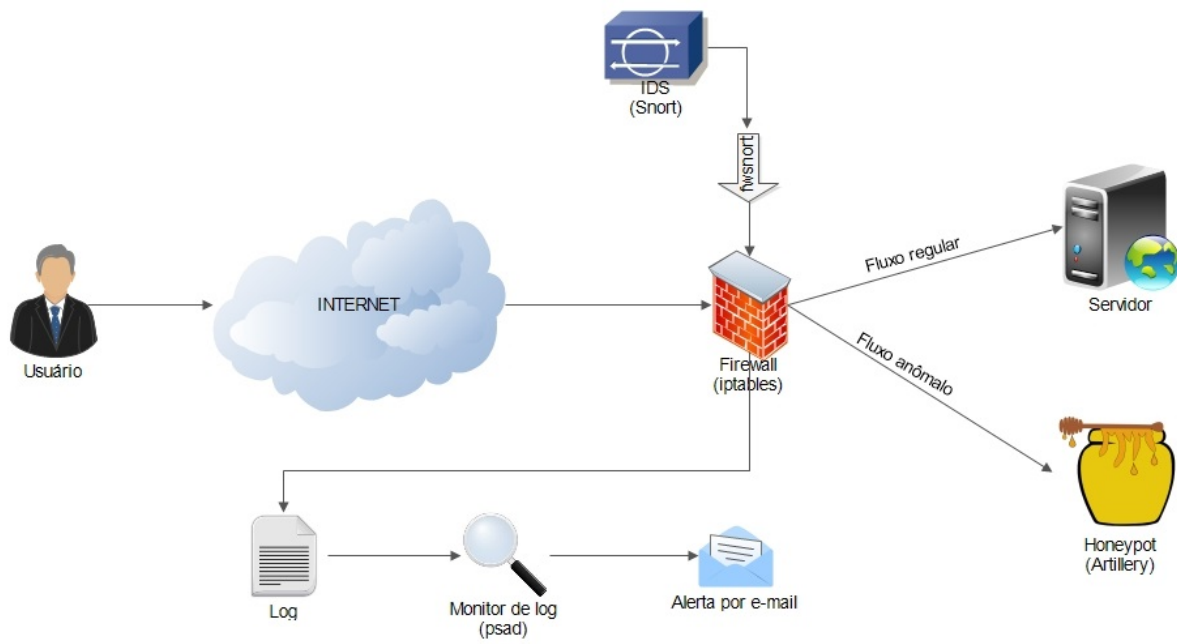 IDS
(Snort)
fwsnort
Fluxo regular
Servidor
INTERNET
Usuário
Firewall
(iptables)
Fluxo anômalo
Honeypot
(Artillery)
Log
Monitor de log
(psad)
Alerta por e-mail